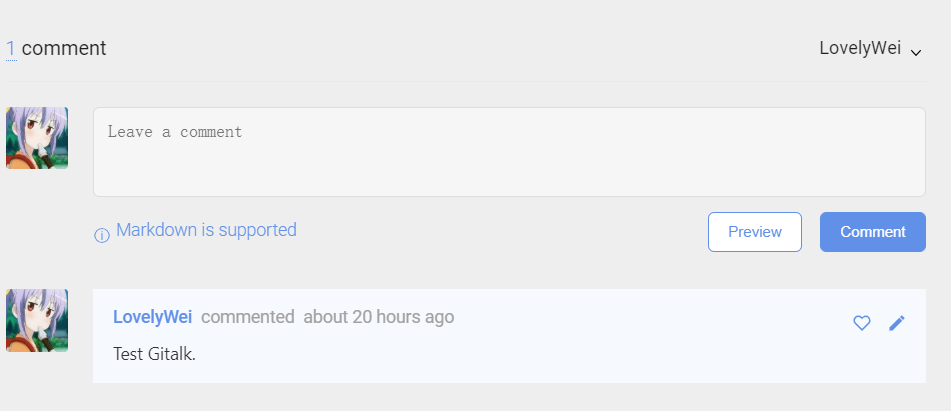 1 comment
LovelyWei
Leave a comment
Markdown is supported
Preview
Comment
LovelyWei commented about 20 hours ago
Test Gitalk.